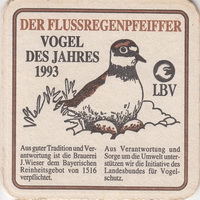 DER FLUSSREGENPFEIFFER
VOGEL
DES JAHRES
1993
LBV
Aus guter Tradition und Ver-
antwortung ist die Brauerei
J.Wieser dem Bayerischen
Reinheitsgebot von 1516
verpflichtet.
Aus Verantwortung und
Sorge um die Umwelt unter-
stützen wir die Initiative des
Landesbundes für Vogel-
schutz.